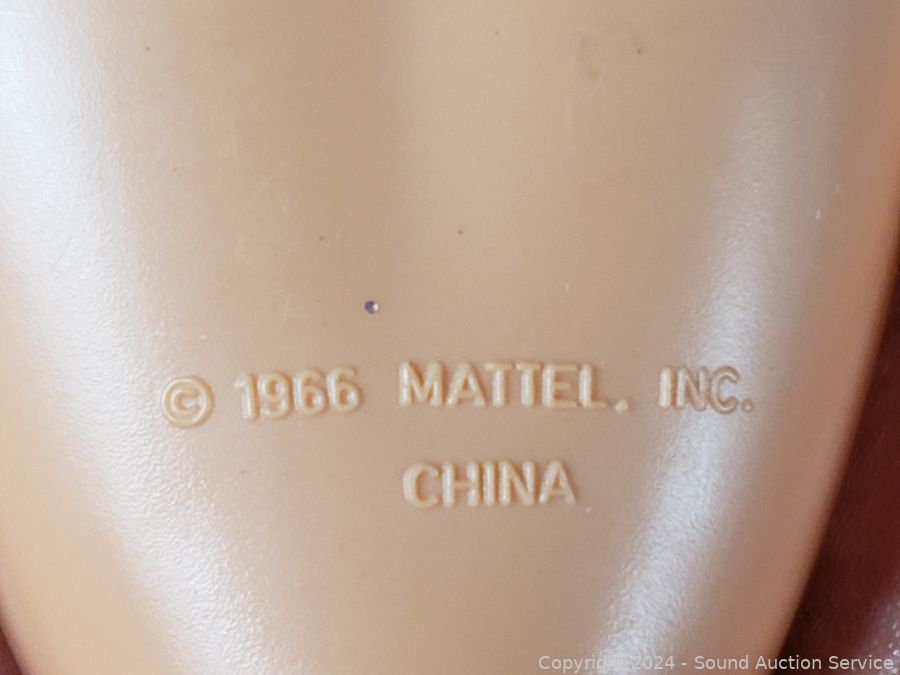 © 1966 MATTEL, INC.
CHINA
Copyright 2024 - Sound Auction Service